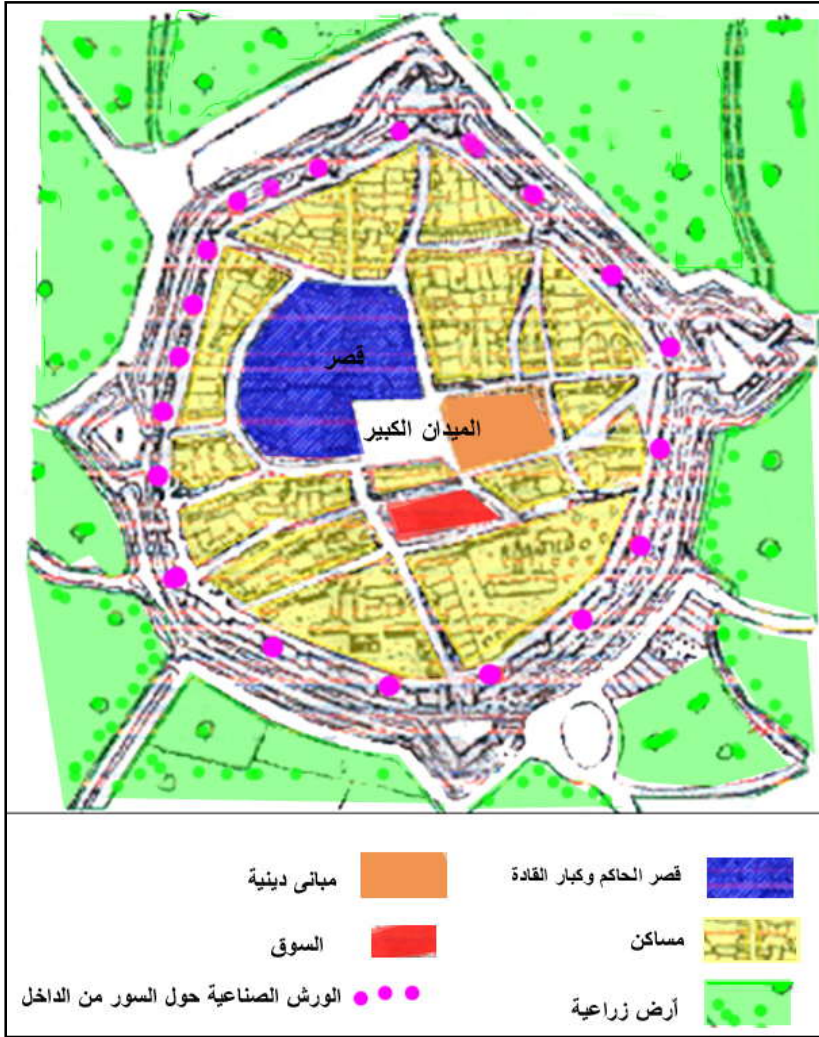 قصر
الميدان الكبير
قصر الحاكم وكبار القادة
مبانى دينية
مساكن
السوق
أرض زراعية
الورش الصناعية حول السور من الداخل